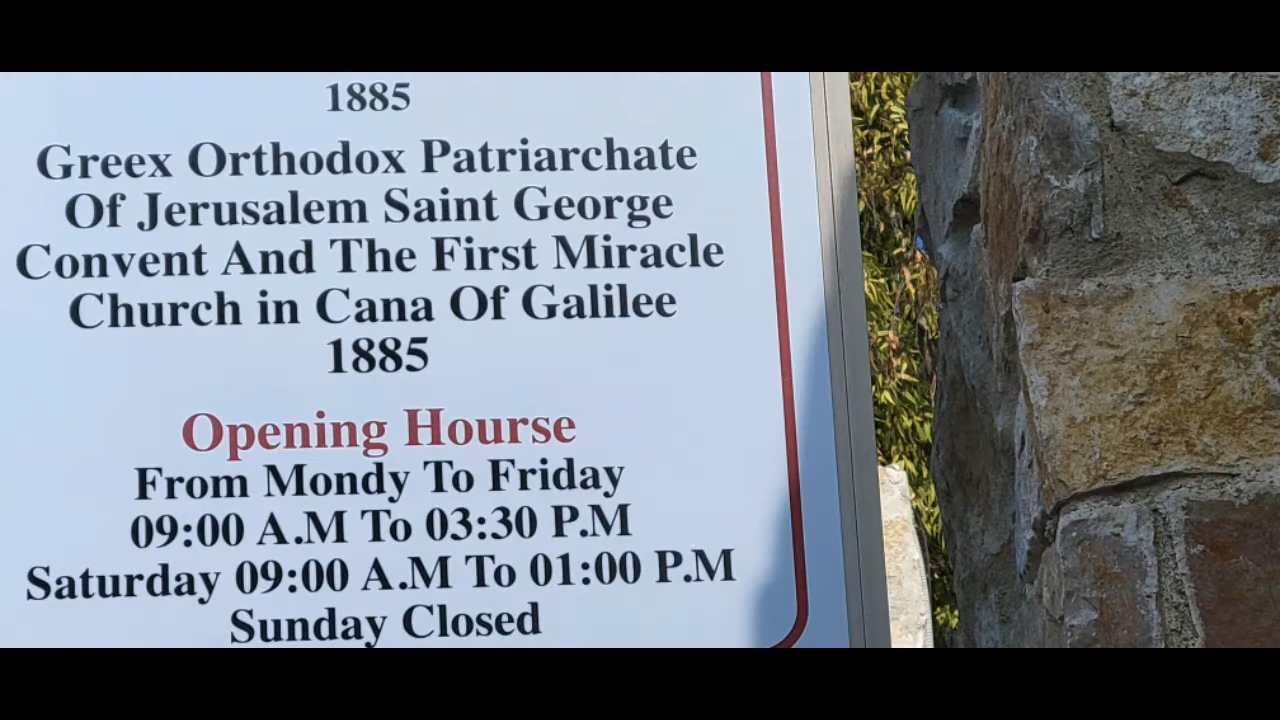 1885
Greex Orthodox Patriarchate
Of Jerusalem Saint George
Convent And The First Miracle
Church in Cana Of Galilee
1885
Opening Hourse
From Mondy To Friday
09:00 A.M To 03:30 P.M
Saturday 09:00 A.M To 01:00 P.M
Sunday Closed